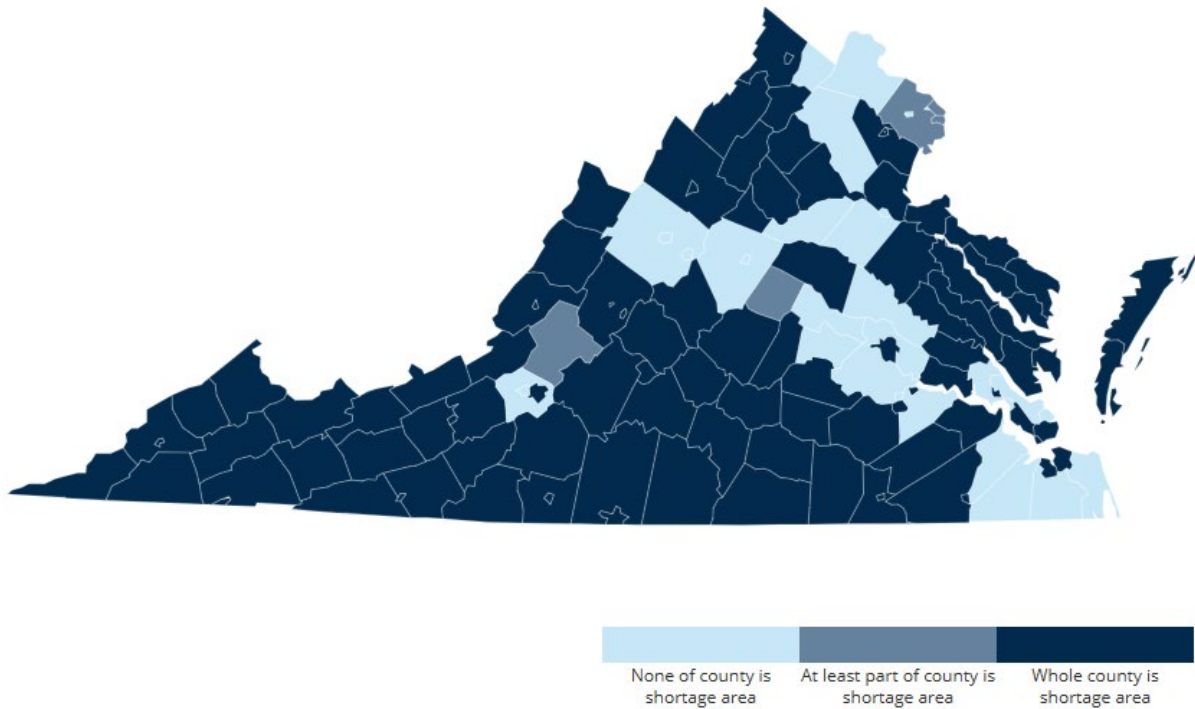 None of county is
shortage area
At least part of county is
shortage area
Whole county is
shortage area